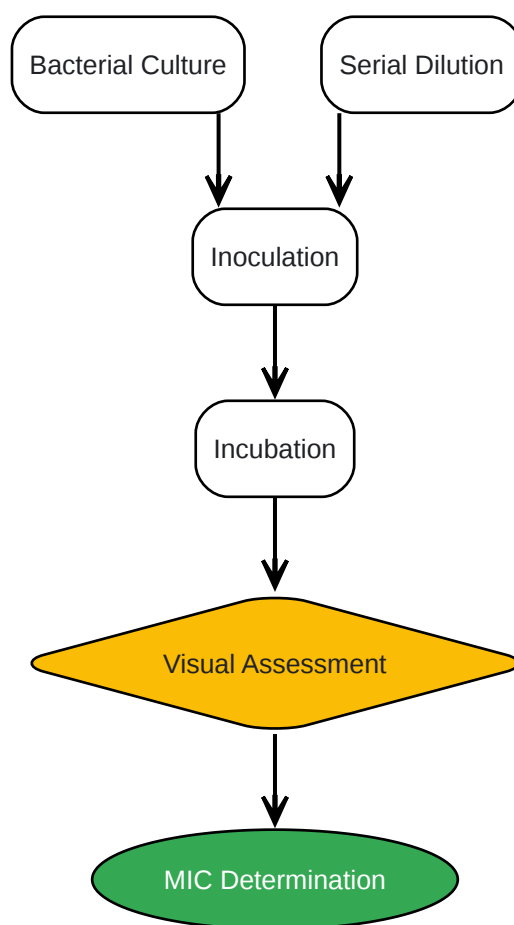 Bacterial Culture
Serial Dilution
Inoculation
Incubation
Visual Assessment
MIC Determination